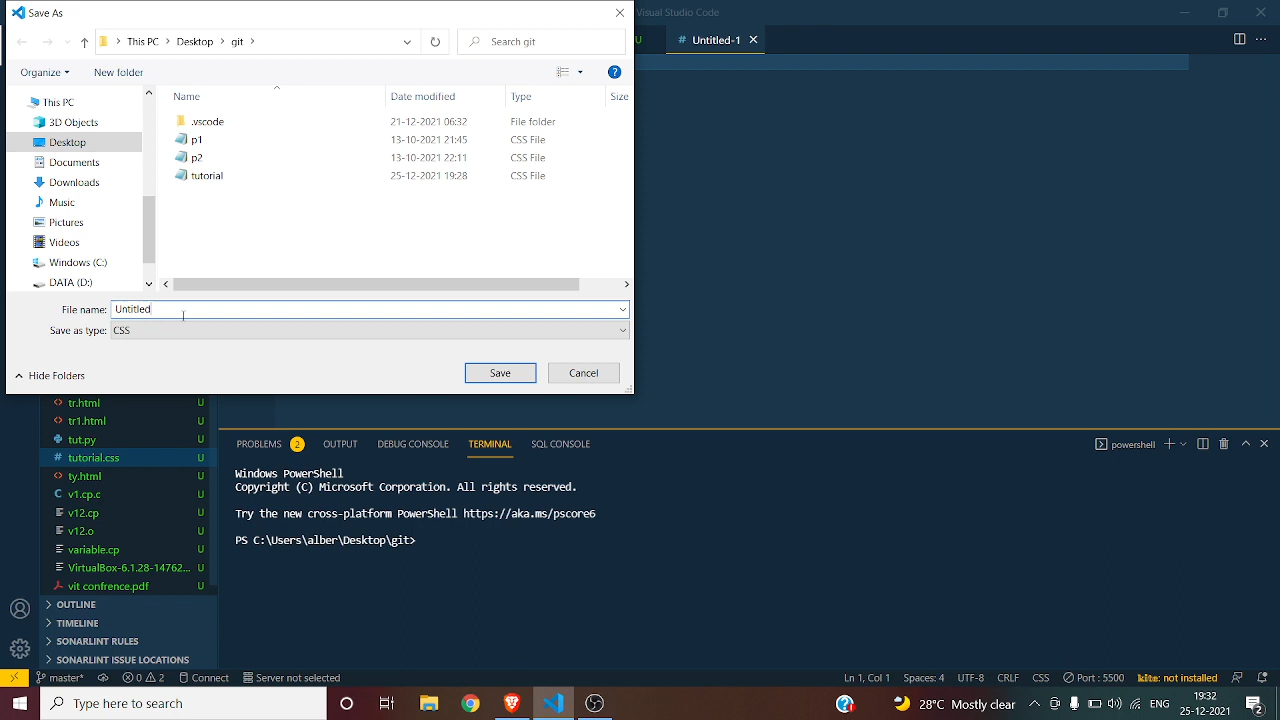 Save As
Visual Studio Code
This PC > Desktop > git >
Search git
U
# Untitled-1
Organize
New folder
This PC
3D Objects
Desktop
Documents
Downloads
Music
Pictures
Videos
Windows (C:)
DATA (D:)
Name Date modified Type Size
.vscode 21-12-2021 06:32 File folder
p1 13-10-2021 21:45 CSS File
p2 13-10-2021 22:11 CSS File
tutorial 25-12-2021 19:28 CSS File
File name: Untitled
Save as type: CSS
Hide Folders
Save
Cancel
tr.html U
tr1.html U
tut.py U
# tutorial.css U
ty.html U
C v1.cp.c U
v12.cp U
v12.o U
variable.cp U
VirtualBox-6.1.28-14762... U
vit confrence.pdf U
OUTLINE
TIMELINE
SONARLINT RULES
SONARLINT ISSUE LOCATIONS
PROBLEMS 2 OUTPUT DEBUG CONSOLE TERMINAL SQL CONSOLE
powershell
Windows PowerShell
Copyright (C) Microsoft Corporation. All rights reserved.
Try the new cross-platform PowerShell https://aka.ms/pscore6
PS C:\Users\alber\Desktop\git>
master* 0 2 Connect Server not selected
Ln 1, Col 1 Spaces: 4 UTF-8 CRLF CSS Port : 5500 kite: not installed
Type here to search
28°C Mostly clear
ENG
19:32
25-12-2021
2